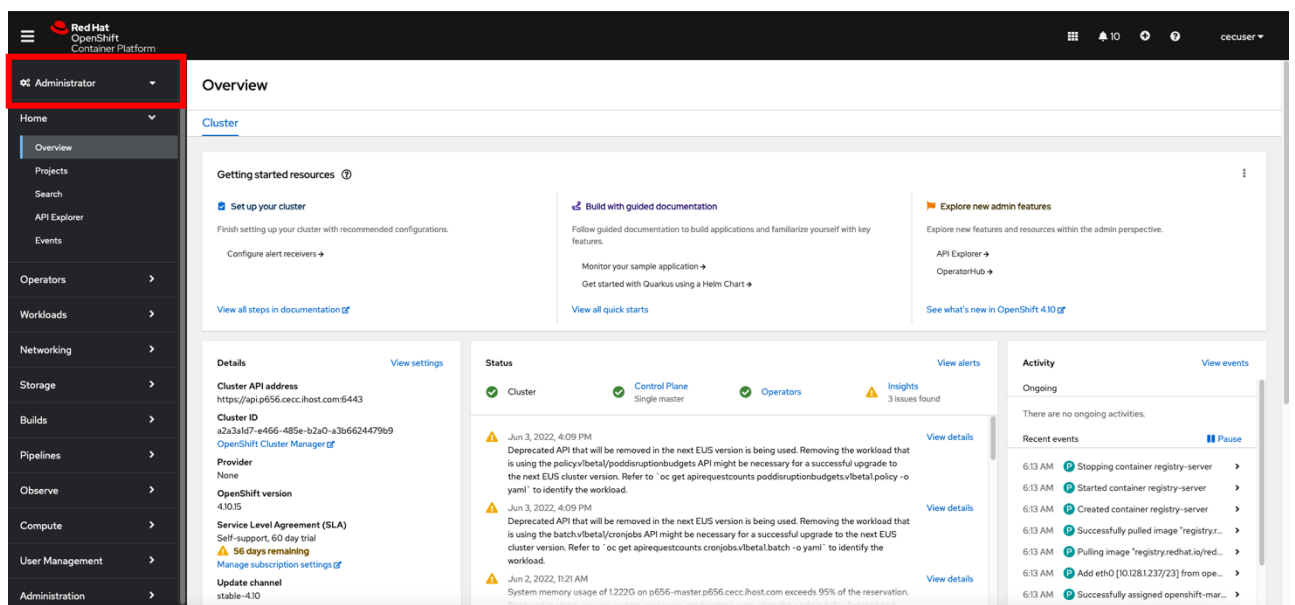 Red Hat
OpenShift
Container Platform
10
cecuser
Administrator
Home
Overview
Projects
Search
API Explorer
Events
Operators
Workloads
Networking
Storage
Builds
Pipelines
Observe
Compute
User Management
Administration
Overview
Cluster
Getting started resources
Set up your cluster
Finish setting up your cluster with recommended configurations.
Configure alert receivers →
View all steps in documentation
Build with guided documentation
Follow guided documentation to build applications and familiarize yourself with key
features.
Monitor your sample application →
Get started with Quarkus using a Helm Chart →
View all quick starts
Explore new admin features
Explore new features and resources within the admin perspective.
API Explorer →
OperatorHub →
See what's new in OpenShift 4.10
Details
View settings
Cluster API address
https://api.p656.cecc.ihost.com:6443
Cluster ID
a2a3a1d7-e466-485e-b2a0-a3b6624479b9
OpenShift Cluster Manager
Provider
None
OpenShift version
4.10.15
Service Level Agreement (SLA)
Self-support, 60 day trial
56 days remaining
Manage subscription settings
Update channel
stable-4.10
Status
View alerts
Cluster
Control Plane
Single master
Operators
Insights
3 issues found
Jun 3, 2022, 4:09 PM
View details
Deprecated API that will be removed in the next EUS version is being used. Removing the workload that
is using the policy.v1beta1/poddisruptionbudgets API might be necessary for a successful upgrade to
the next EUS cluster version. Refer to `oc get apirequestcounts poddisruptionbudgets.v1beta1.policy -o
yaml` to identify the workload.
Jun 3, 2022, 4:09 PM
View details
Deprecated API that will be removed in the next EUS version is being used. Removing the workload that
is using the batch.v1beta1/cronjobs API might be necessary for a successful upgrade to the next EUS
cluster version. Refer to `oc get apirequestcounts cronjobs.v1beta1.batch -o yaml` to identify the
workload.
Jun 2, 2022, 11:21 AM
View details
System memory usage of 1.222G on p656-master.p656.cecc.ihost.com exceeds 95% of the reservation.
Activity
View events
Ongoing
There are no ongoing activities.
Recent events
Pause
6:13 AM P Stopping container registry-server
6:13 AM P Started container registry-server
6:13 AM P Created container registry-server
6:13 AM P Successfully pulled image "registry.r...
6:13 AM P Pulling image "registry.redhat.io/red...
6:13 AM P Add eth0 [10.128.1.237/23] from ope...
6:13 AM P Successfully assigned openshift-mar...